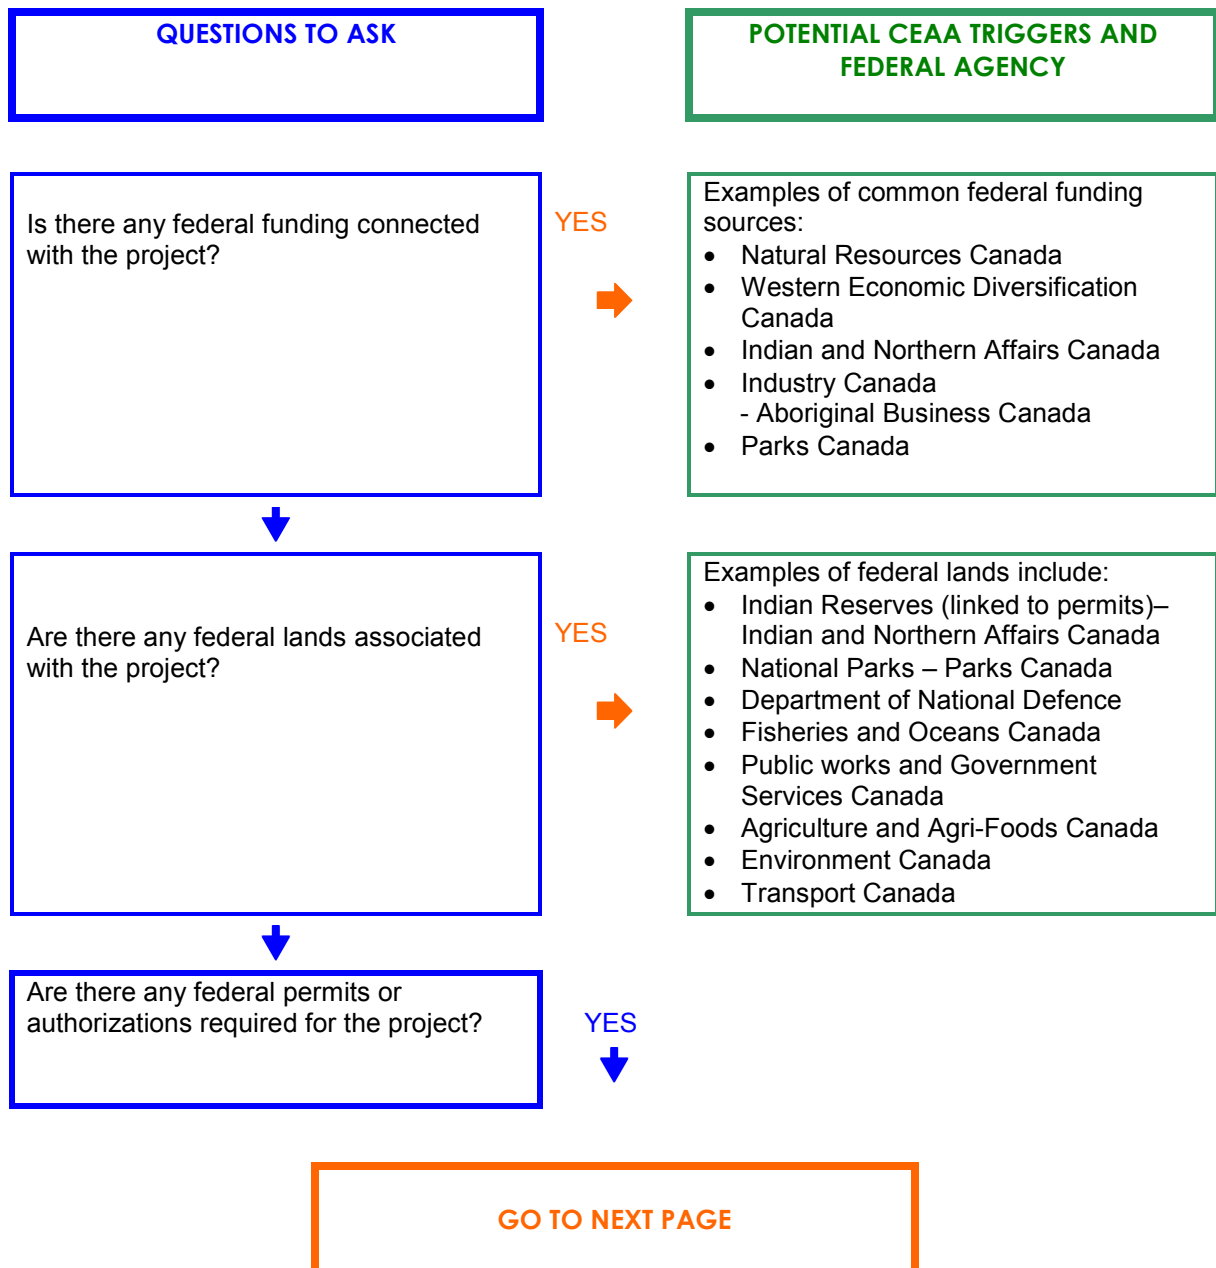 QUESTIONS TO ASK
POTENTIAL CEAA TRIGGERS AND
FEDERAL AGENCY
Is there any federal funding connected
with the project?
YES
Examples of common federal funding
sources:
• Natural Resources Canada
• Western Economic Diversification
Canada
• Indian and Northern Affairs Canada
• Industry Canada
- Aboriginal Business Canada
• Parks Canada
Are there any federal lands associated
with the project?
YES
Examples of federal lands include:
• Indian Reserves (linked to permits)–
Indian and Northern Affairs Canada
• National Parks – Parks Canada
• Department of National Defence
• Fisheries and Oceans Canada
• Public works and Government
Services Canada
• Agriculture and Agri-Foods Canada
• Environment Canada
• Transport Canada
Are there any federal permits or
authorizations required for the project?
YES
GO TO NEXT PAGE